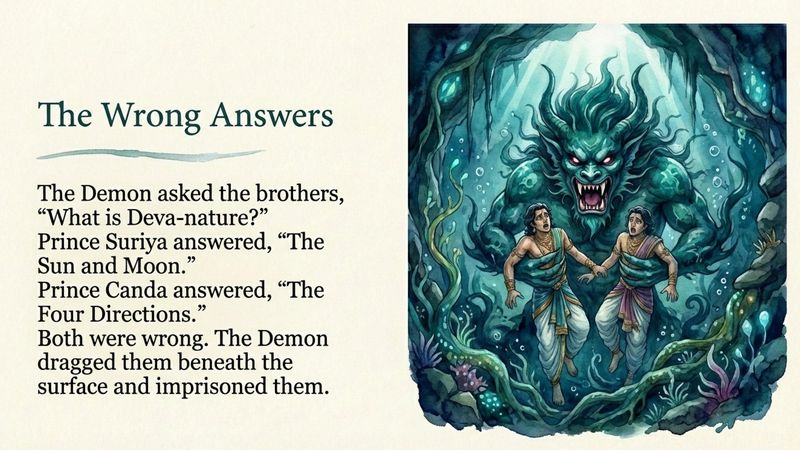 The Wrong Answers
The Demon asked the brothers,
“What is Deva-nature?”
Prince Suriya answered, “The
Sun and Moon.”
Prince Canda answered, “The
Four Directions.”
Both were wrong. The Demon
dragged them beneath the
surface and imprisoned them.